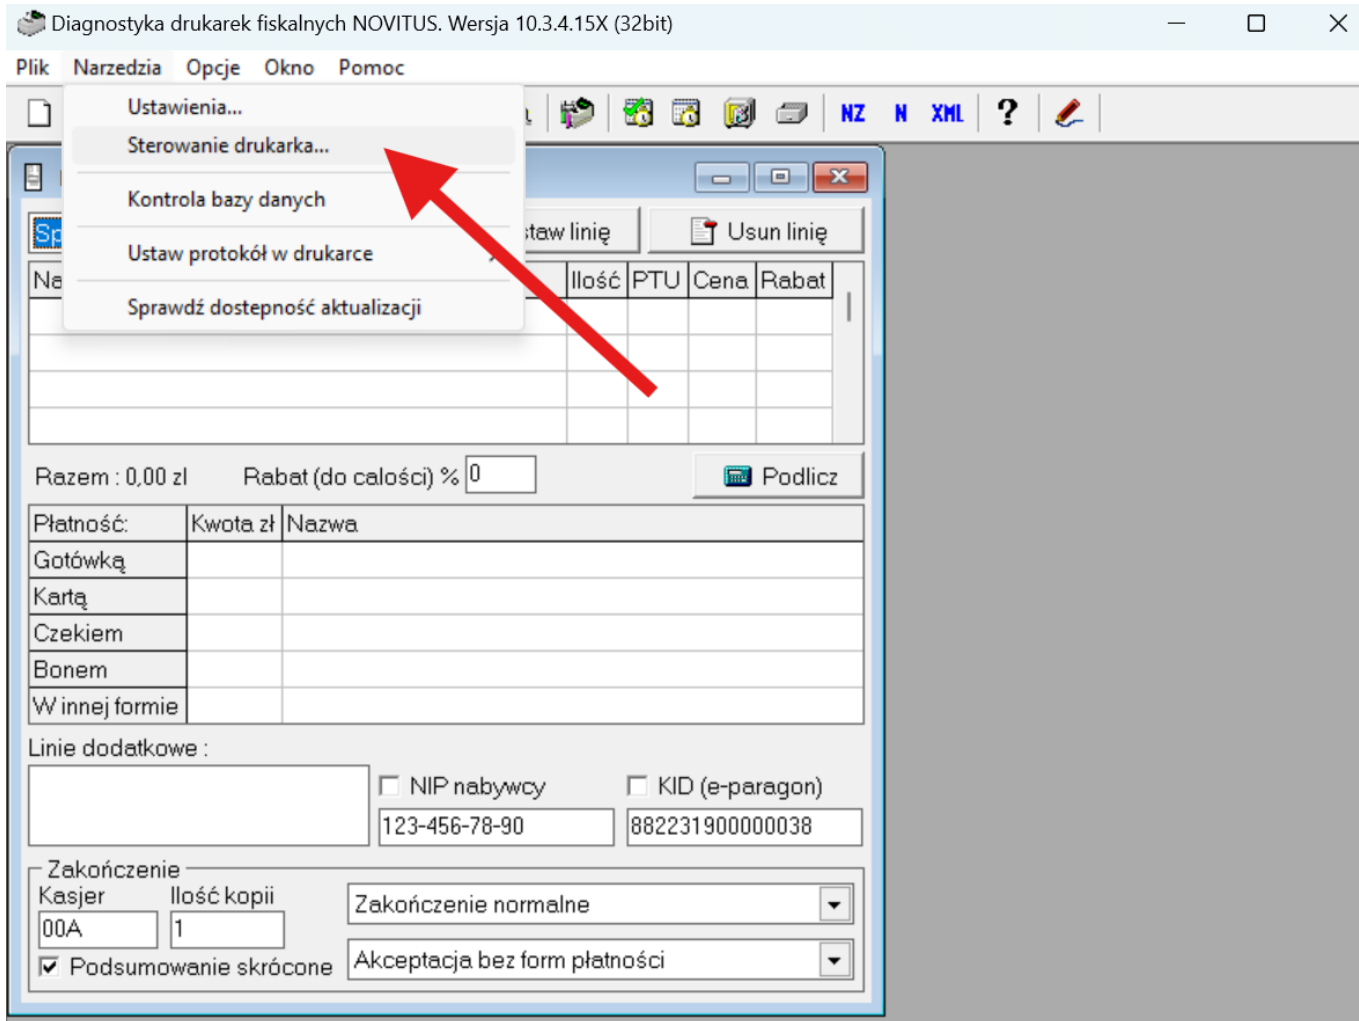 Diagnostyka drukarek fiskalnych NOVITUS. Wersja 10.3.4.15X (32bit)
Plik Narzedzia Opcje Okno Pomoc
Ustawienia...
NZ N XML ?
Sterowanie drukarka...
Kontrola bazy danych
Usun linię
Ustaw protokół w drukarce
Ilość PTU Cena Rabat
Sprawdź dostepność aktualizacji
Razem : 0,00 zl Rabat (do calości) % 0 Podlicz
Płatność: Kwota zł Nazwa
Gotówką
Kartą
Czekiem
Bonem
W innej formie
Linie dodatkowe :
NIP nabywcy KID (e-paragon)
123-456-78-90 882231900000038
Zakończenie
Kasjer Ilość kopii
Zakończenie normalne
00A 1
Podsumowanie skrócone Akceptacja bez form płatności